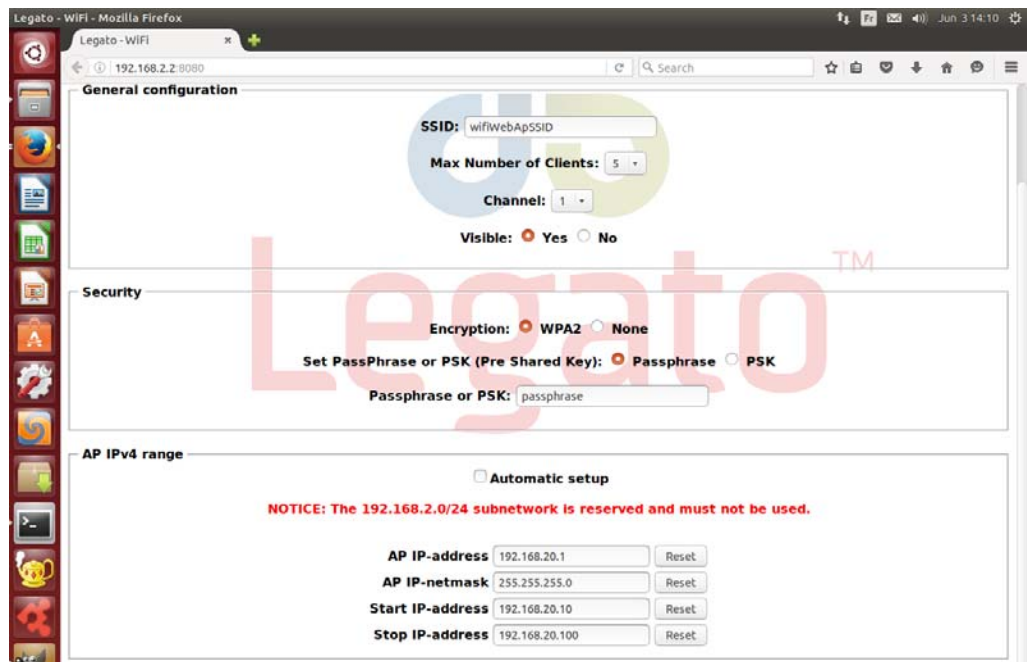 Legato - WiFi - Mozilla Firefox
Fr
Jun 3 14:10
Legato - WiFi
192.168.2.2:8080
Search
General configuration
SSID: wifiWebApSSID
Max Number of Clients: 5
Channel: 1
Visible: Yes No
Legato TM
Security
Encryption: WPA2 None
Set PassPhrase or PSK (Pre Shared Key): Passphrase PSK
Passphrase or PSK: passphrase
AP IPv4 range
Automatic setup
NOTICE: The 192.168.2.0/24 subnetwork is reserved and must not be used.
AP IP-address 192.168.20.1 Reset
AP IP-netmask 255.255.255.0 Reset
Start IP-address 192.168.20.10 Reset
Stop IP-address 192.168.20.100 Reset